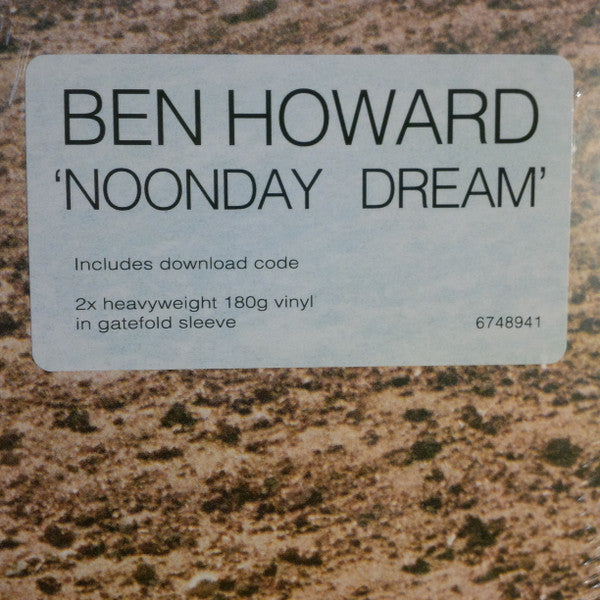 BEN HOWARD
‘NOONDAY DREAM’
Includes download code
2x heavyweight 180g vinyl
in gatefold sleeve 6748941